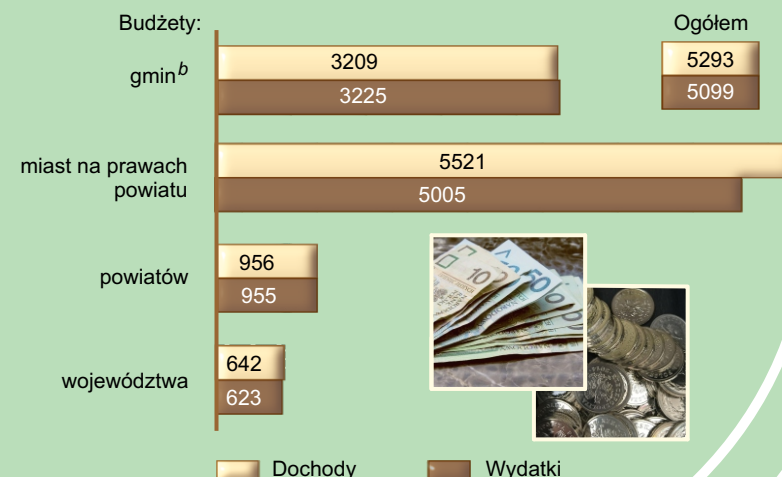 Budżety:
Ogółem
gmin b
3209
3225
5293
5099
miast na prawach
powiatu
5521
5005
powiatów
956
955
województwa
642
623
Dochody
Wydatki